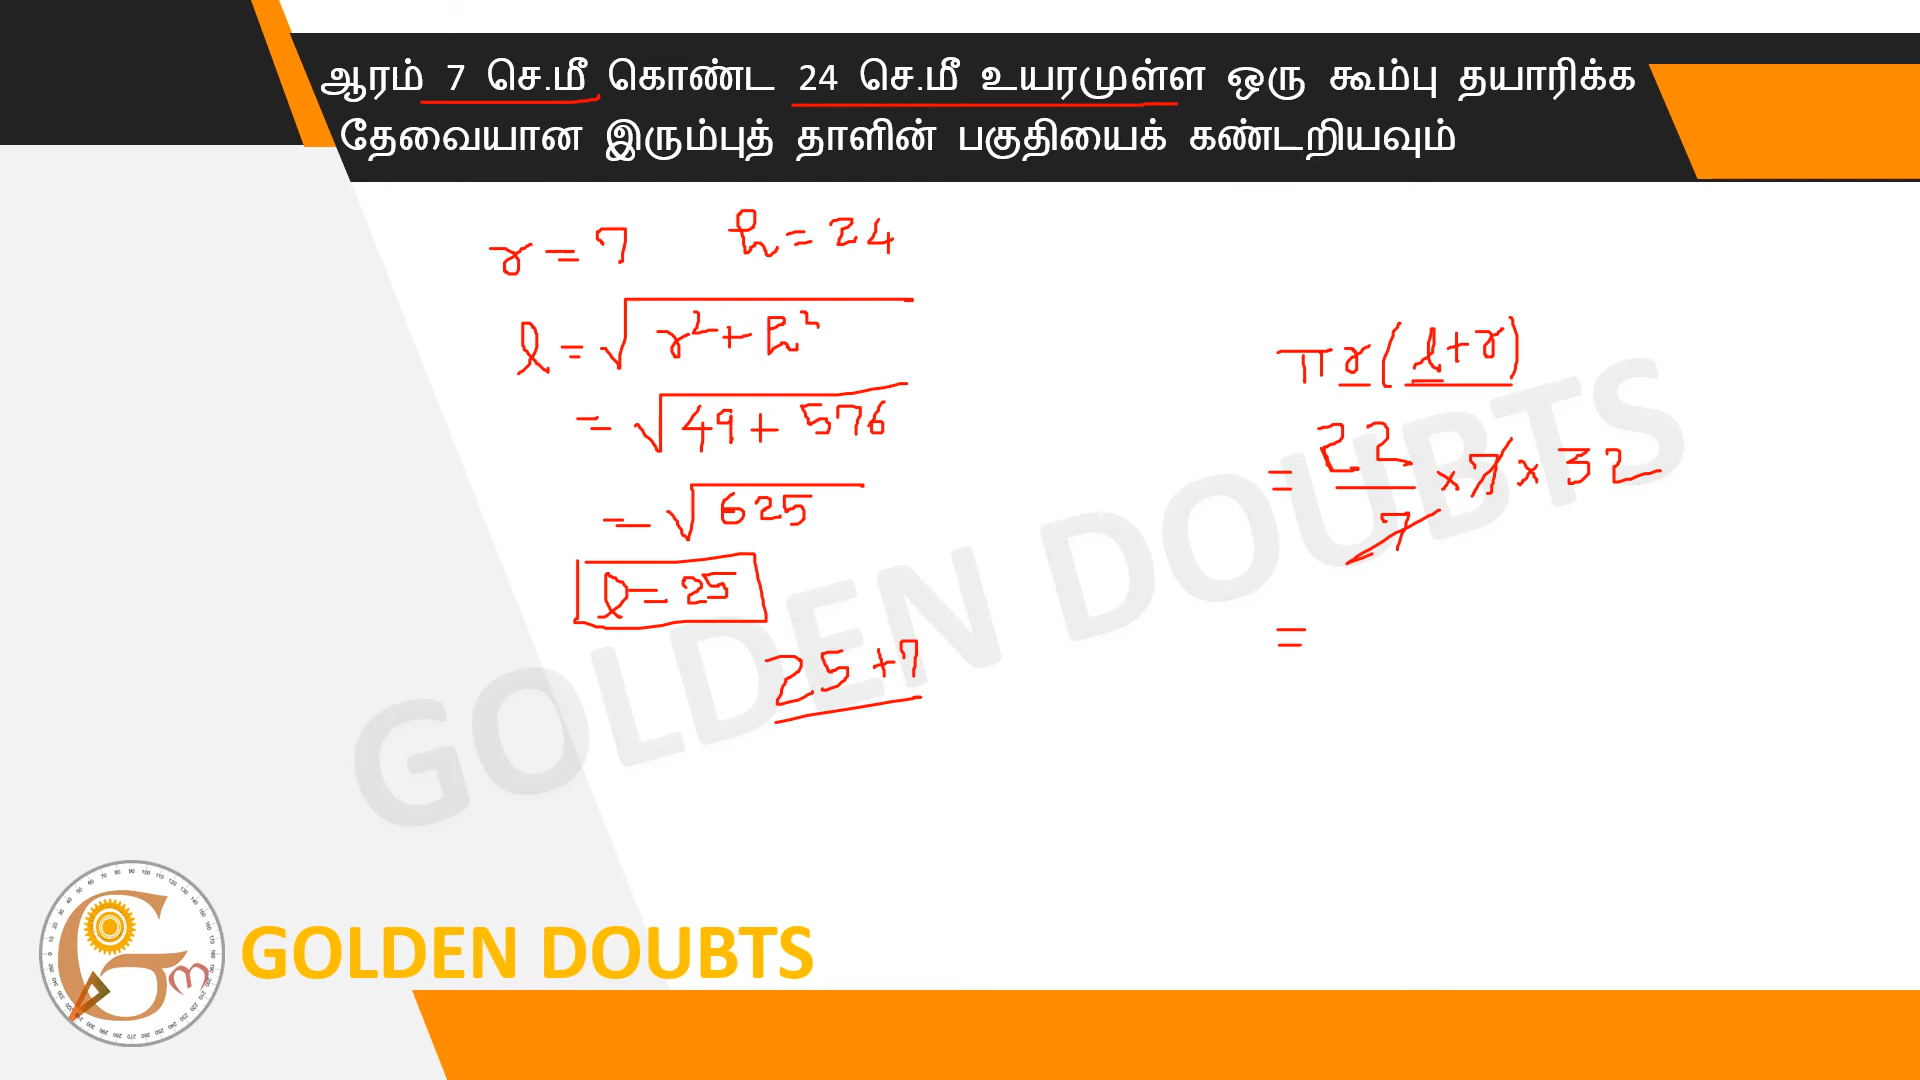 ஆரம் 7 செ.மீ கொண்ட 24 செ.மீ உயரமுள்ள ஒரு கூம்பு தயாரிக்க
தேவையான இரும்புத் தாளின் பகுதியைக் கண்டறியவும்
r = 7 h = 24
l = √r²+h²
= √49 + 576
= √625
l = 25
25 + 7
πr(l+r)
= 22/7 × 7 × 32
=
GOLDEN DOUBTS
GOLDEN DOUBTS